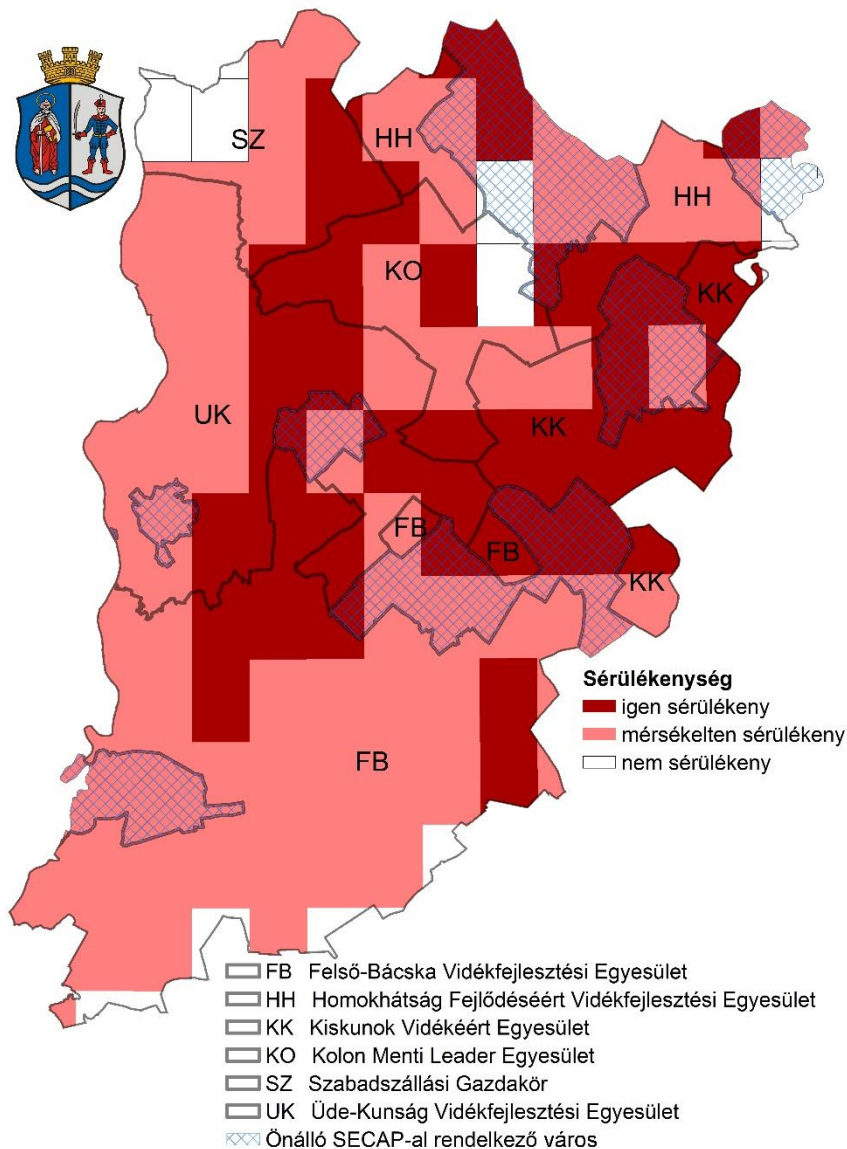 SZ
HH
HH
KO
KK
UK
KK
FB
FB
KK
FB
Sérülékenység
igen sérülékeny
mérsékelten sérülékeny
nem sérülékeny
FB Felső-Bácska Vidékfejlesztési Egyesület
HH Homokhátság Fejlődéséért Vidékfejlesztési Egyesület
KK Kiskunok Vidékéért Egyesület
KO Kolon Menti Leader Egyesület
SZ Szabadszállási Gazdakör
UK Üde-Kunság Vidékfejlesztési Egyesület
Önálló SECAP-al rendelkező város